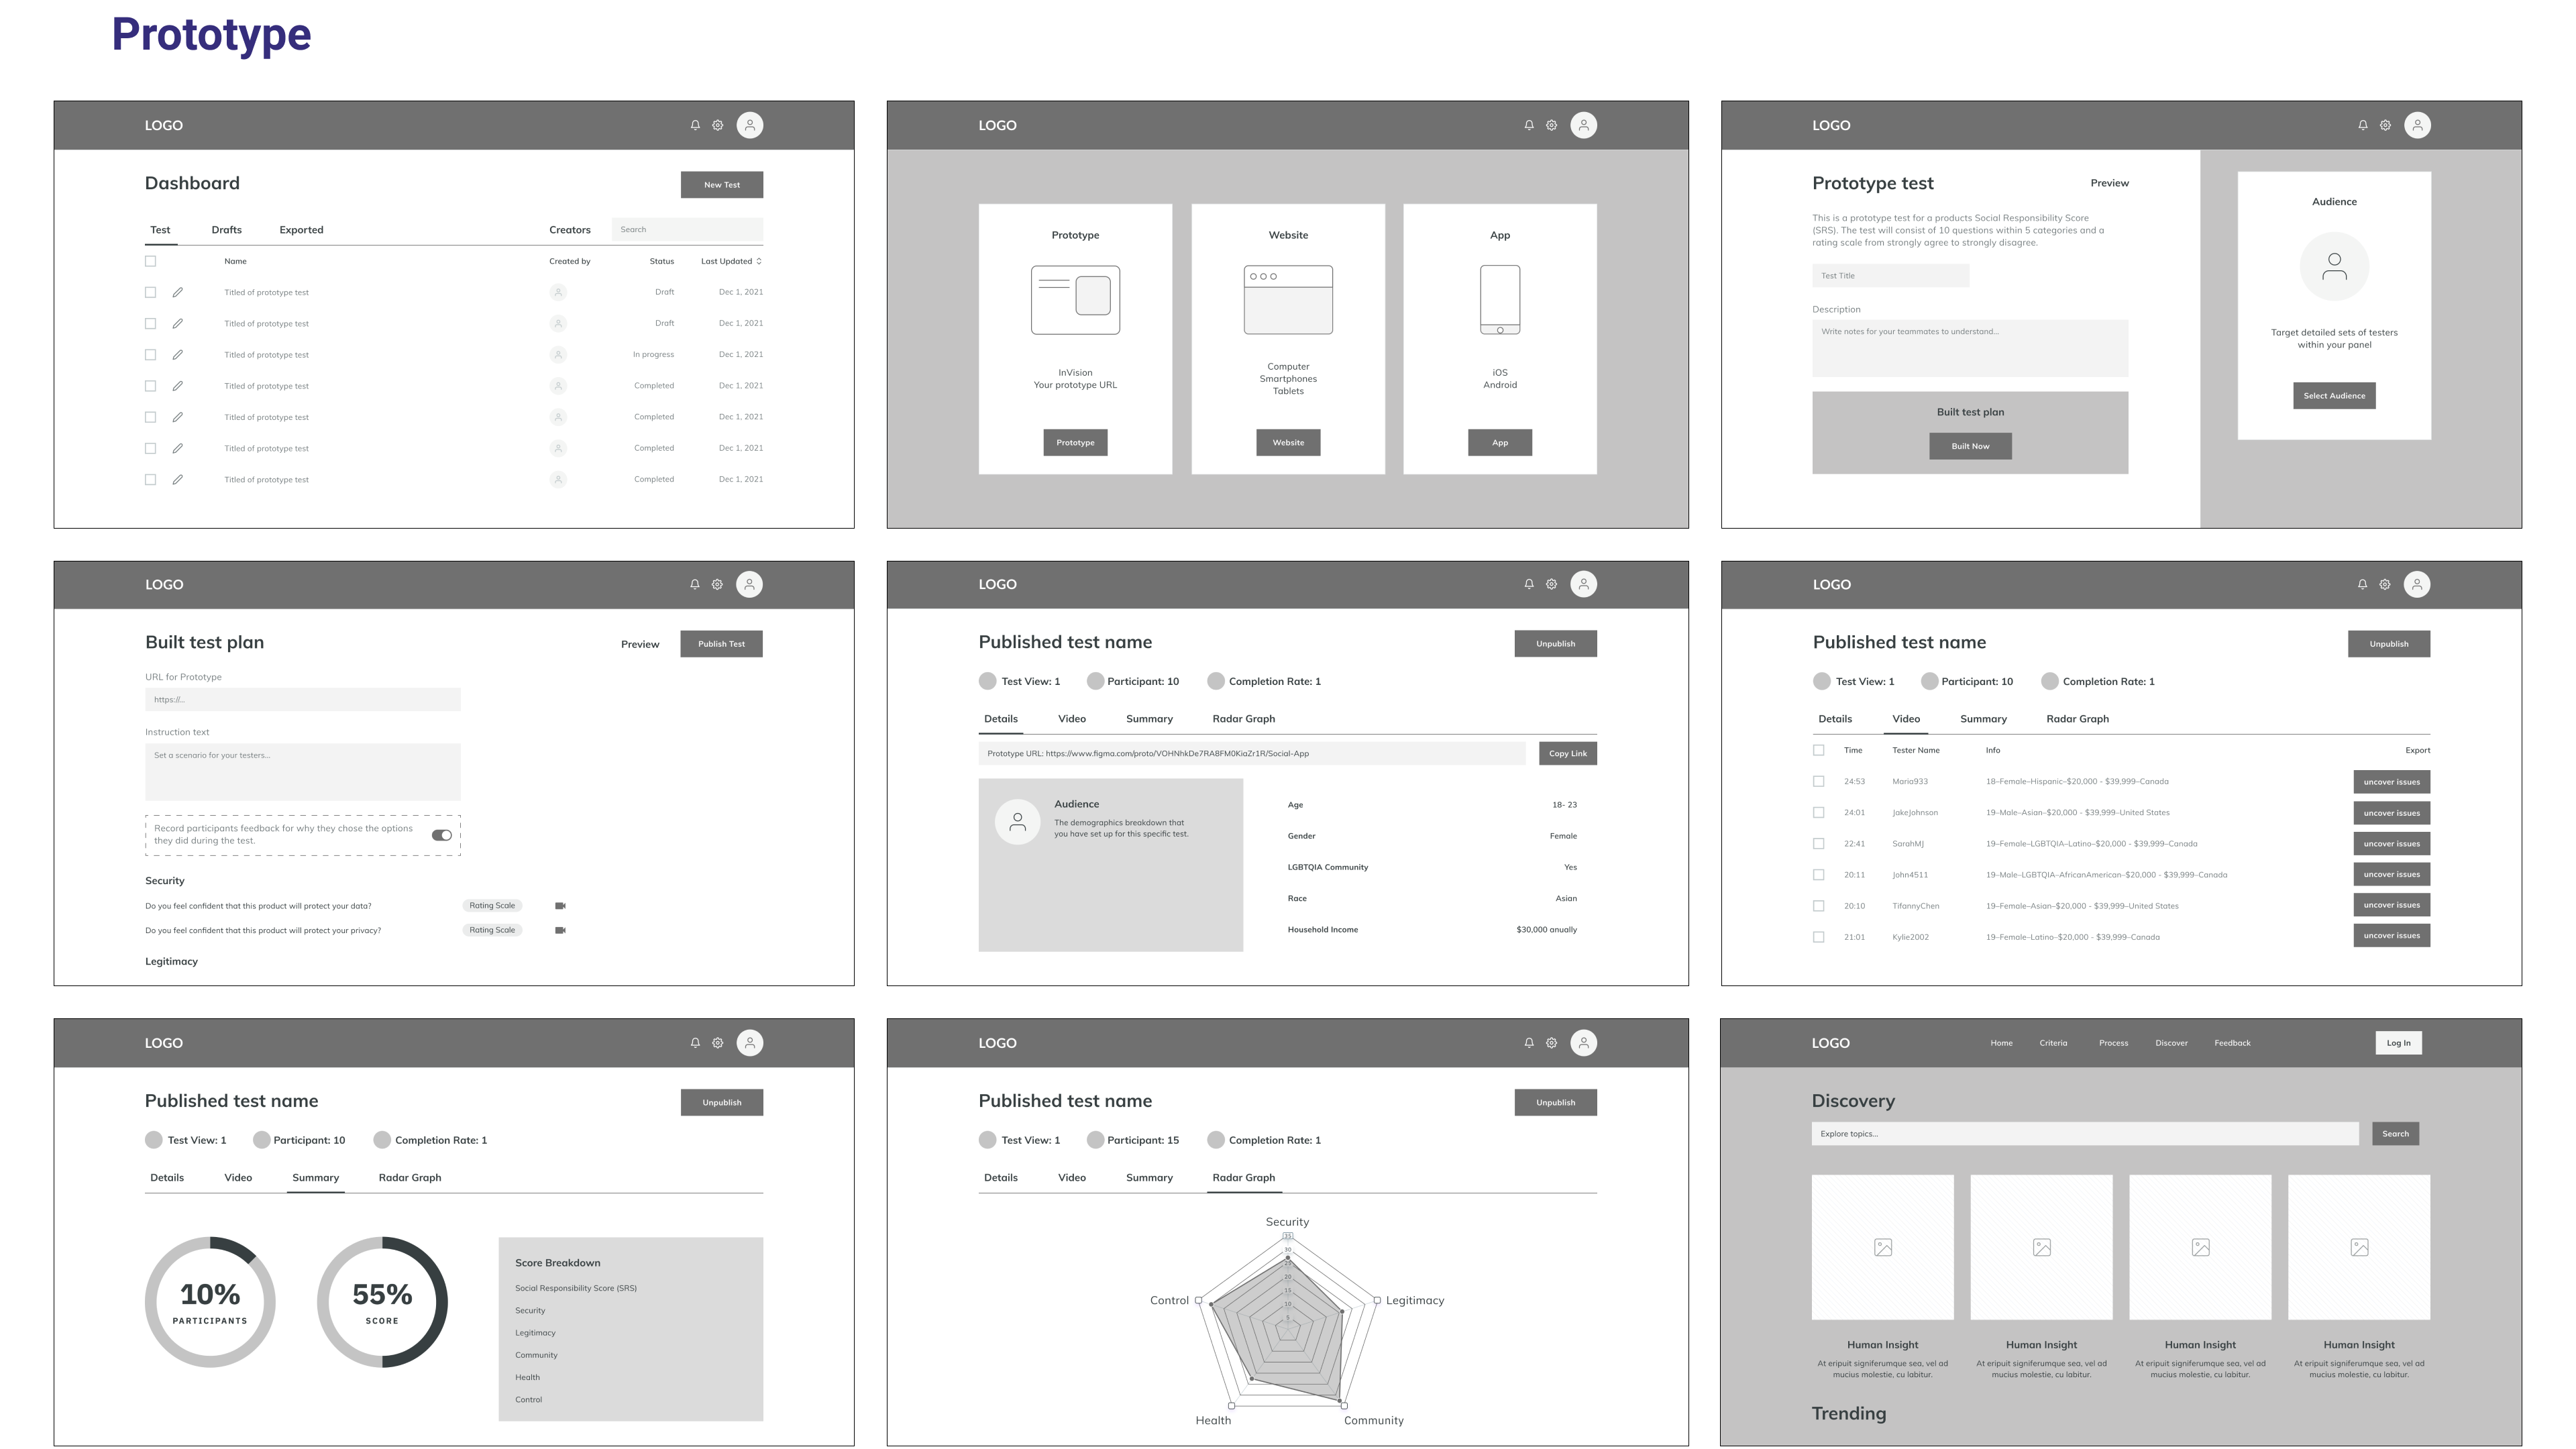 Prototype
LOGO
Dashboard
New Test
Test Drafts Exported Creators Search
Name Created by Status Last Updated
Titled of prototype test Draft Dec 1, 2021
Titled of prototype test Draft Dec 1, 2021
Titled of prototype test In progress Dec 1, 2021
Titled of prototype test Completed Dec 1, 2021
Titled of prototype test Completed Dec 1, 2021
Titled of prototype test Completed Dec 1, 2021
Titled of prototype test Completed Dec 1, 2021
LOGO
Prototype
InVision
Your prototype URL
Prototype
Website
Computer
Smartphones
Tablets
Website
App
iOS
Android
App
LOGO
Prototype test
Preview
This is a prototype test for a products Social Responsibility Score
(SRS). The test will consist of 10 questions within 5 categories and a
rating scale from strongly agree to strongly disagree.
Test Title
Description
Write notes for your teammates to understand...
Built test plan
Built Now
Audience
Target detailed sets of testers
within your panel
Select Audience
LOGO
Built test plan
Preview
Publish Test
URL for Prototype
https://...
Instruction text
Set a scenario for your testers...
Record participants feedback for why they chose the options
they did during the test.
Security
Do you feel confident that this product will protect your data? Rating Scale
Do you feel confident that this product will protect your privacy? Rating Scale
Legitimacy
LOGO
Published test name
Unpublish
Test View: 1 Participant: 10 Completion Rate: 1
Details Video Summary Radar Graph
Prototype URL: https://www.figma.com/proto/VOHNhkDe7RABFM0KiaZr1R/Social-App
Copy Link
Audience
The demographics breakdown that
you have set up for this specific test.
Age 18- 23
Gender Female
LGBTQIA Community Yes
Race Asian
Household Income $30,000 anually
LOGO
Published test name
Unpublish
Test View: 1 Participant: 10 Completion Rate: 1
Details Video Summary Radar Graph
Time Tester Name Info Export
24:53 Maria933 18–Female–Hispanic–$20,000 - $39,999–Canada uncover issues
24:01 JakeJohnson 19–Male–Asian–$20,000 - $39,999–United States uncover issues
22:41 SarahMJ 19–Female–LGBTQIA–Latino–$20,000 - $39,999–Canada uncover issues
20:11 John4511 19–Male–LGBTQIA–AfricanAmerican–$20,000 - $39,999–Canada uncover issues
20:10 TifannyChen 19–Female–Asian–$20,000 - $39,999–United States uncover issues
21:01 Kylie2002 19–Female–Latino–$20,000 - $39,999–Canada uncover issues
LOGO
Published test name
Unpublish
Test View: 1 Participant: 10 Completion Rate: 1
Details Video Summary Radar Graph
10%
PARTICIPANTS
55%
SCORE
Score Breakdown
Social Responsibility Score (SRS)
Security
Legitimacy
Community
Health
Control
LOGO
Published test name
Unpublish
Test View: 1 Participant: 15 Completion Rate: 1
Details Video Summary Radar Graph
Security
35
30
25
20
15
10
5
Control
Legitimacy
Health
Community
LOGO
Home Criteria Process Discover Feedback
Log In
Discovery
Explore topics...
Search
Human Insight
At eripuit signiferumque sea, vel ad
mucius molestie, cu labitur.
Human Insight
At eripuit signiferumque sea, vel ad
mucius molestie, cu labitur.
Human Insight
At eripuit signiferumque sea, vel ad
mucius molestie, cu labitur.
Human Insight
At eripuit signiferumque sea, vel ad
mucius molestie, cu labitur.
Trending